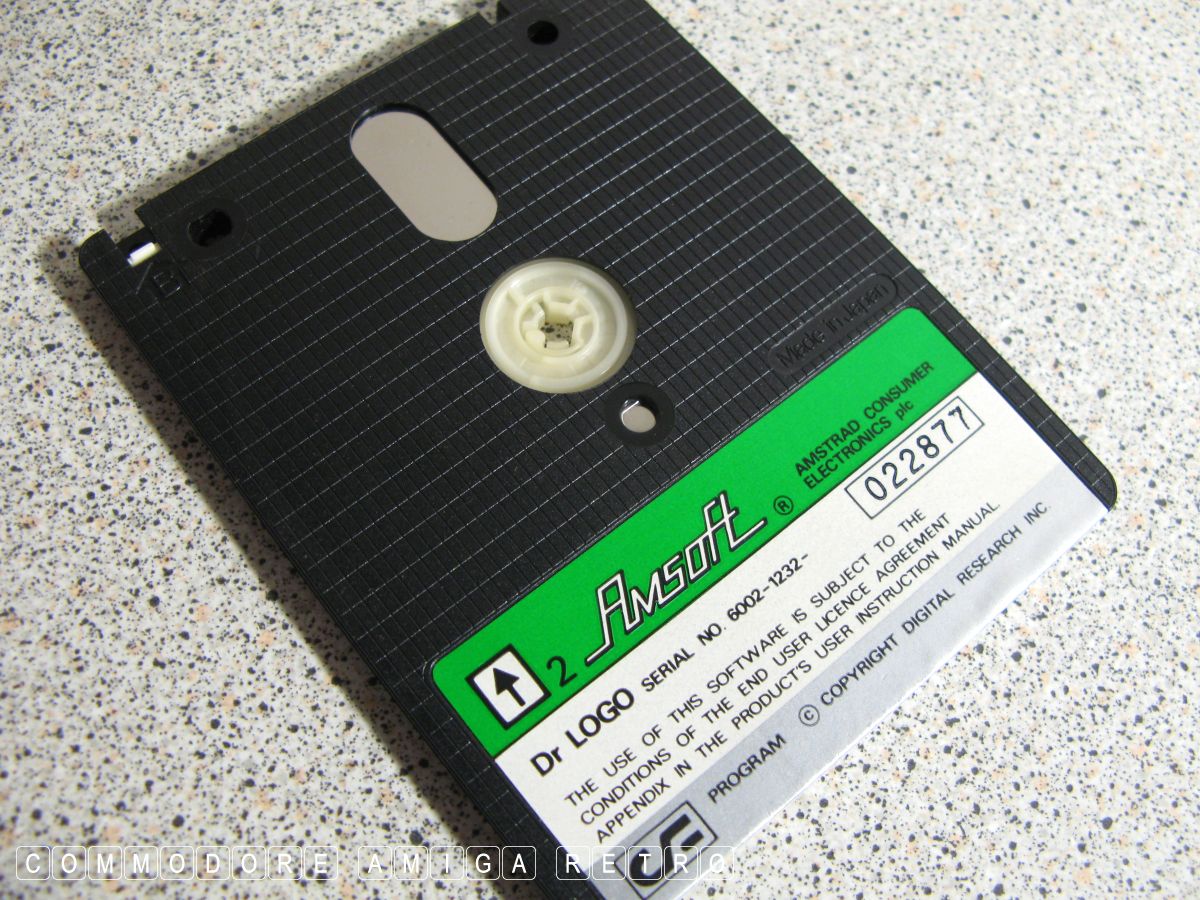 B
Made in Japan
2 Amsoft ®
AMSTRAD CONSUMER
ELECTRONICS plc
022877
Dr LOGO SERIAL NO. 6002-1232-
THE USE OF THIS SOFTWARE IS SUBJECT TO THE
CONDITIONS OF THE END USER LICENCE AGREEMENT
APPENDIX IN THE PRODUCT'S USER INSTRUCTION MANUAL
CF PROGRAM © COPYRIGHT DIGITAL RESEARCH INC.
COMMODORE AMIGA RETRO